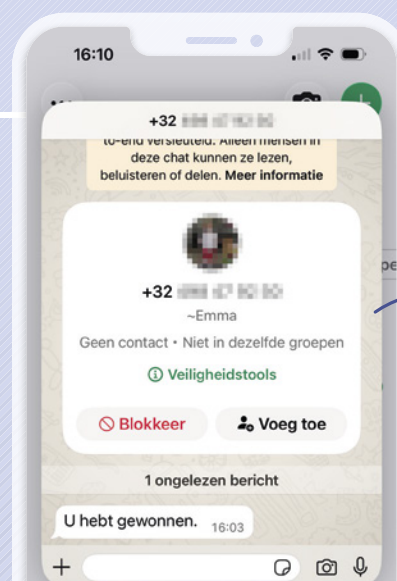 16:10
+32
to-end versleuteld. Alleen mensen in
deze chat kunnen ze lezen,
beluisteren of delen. Meer informatie
+32
~Emma
Geen contact • Niet in dezelfde groepen
Veiligheidstools
Blokkeer
Voeg toe
1 ongelezen bericht
U hebt gewonnen. 16:03